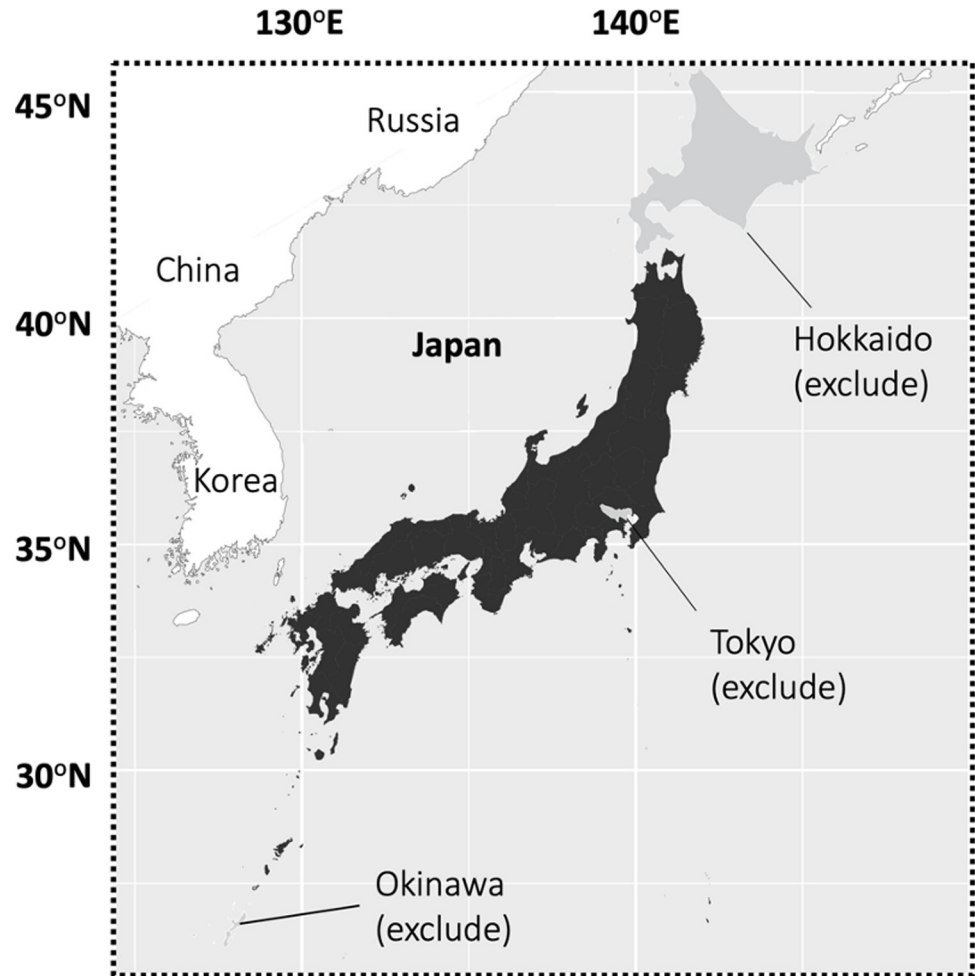 130°E 140°E
45°N
Russia
China
40°N
Japan
Hokkaido
(exclude)
Korea
35°N
Tokyo
(exclude)
30°N
Okinawa
(exclude)